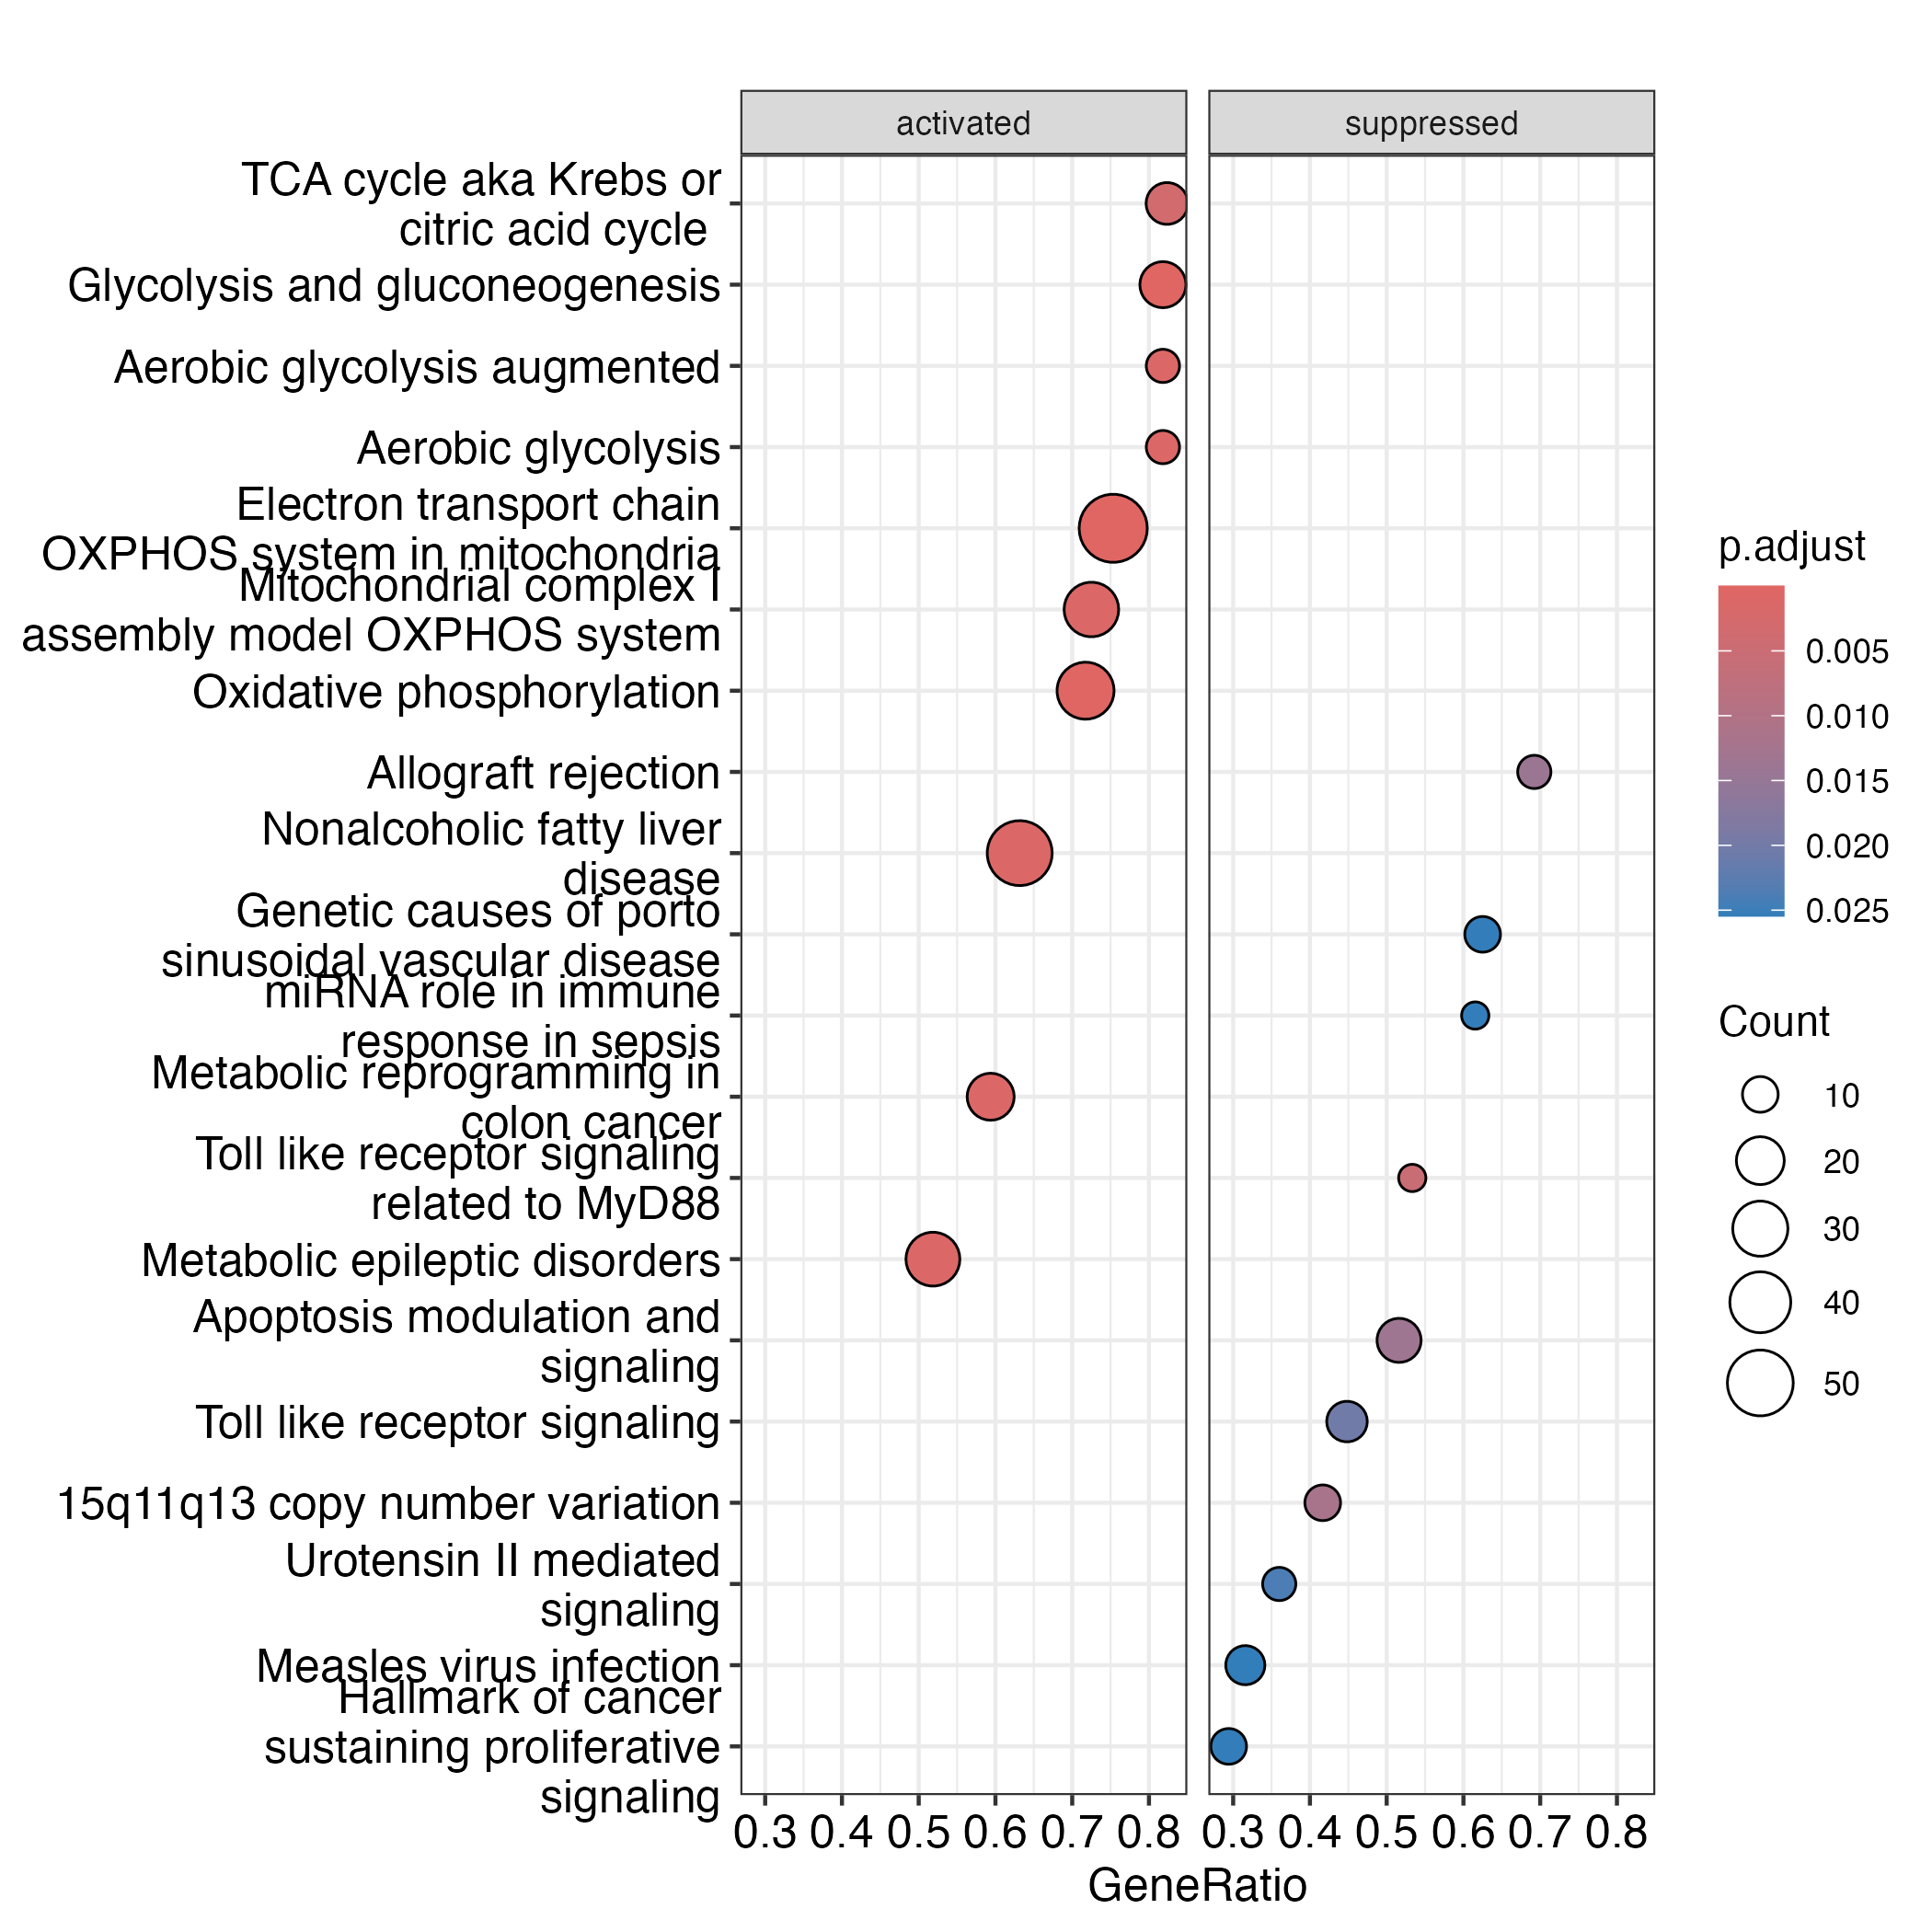 activated
suppressed
TCA cycle aka Krebs or
citric acid cycle
Glycolysis and gluconeogenesis
Aerobic glycolysis augmented
Aerobic glycolysis
Electron transport chain
OXPHOS system in mitochondria
Mitochondrial complex I
assembly model OXPHOS system
Oxidative phosphorylation
Allograft rejection
Nonalcoholic fatty liver
disease
Genetic causes of porto
sinusoidal vascular disease
miRNA role in immune
response in sepsis
Metabolic reprogramming in
colon cancer
Toll like receptor signaling
related to MyD88
Metabolic epileptic disorders
Apoptosis modulation and
signaling
Toll like receptor signaling
15q11q13 copy number variation
Urotensin II mediated
signaling
Measles virus infection
Hallmark of cancer
sustaining proliferative
signaling
0.3 0.4 0.5 0.6 0.7 0.8
0.3 0.4 0.5 0.6 0.7 0.8
GeneRatio
p.adjust
0.005
0.010
0.015
0.020
0.025
Count
10
20
30
40
50